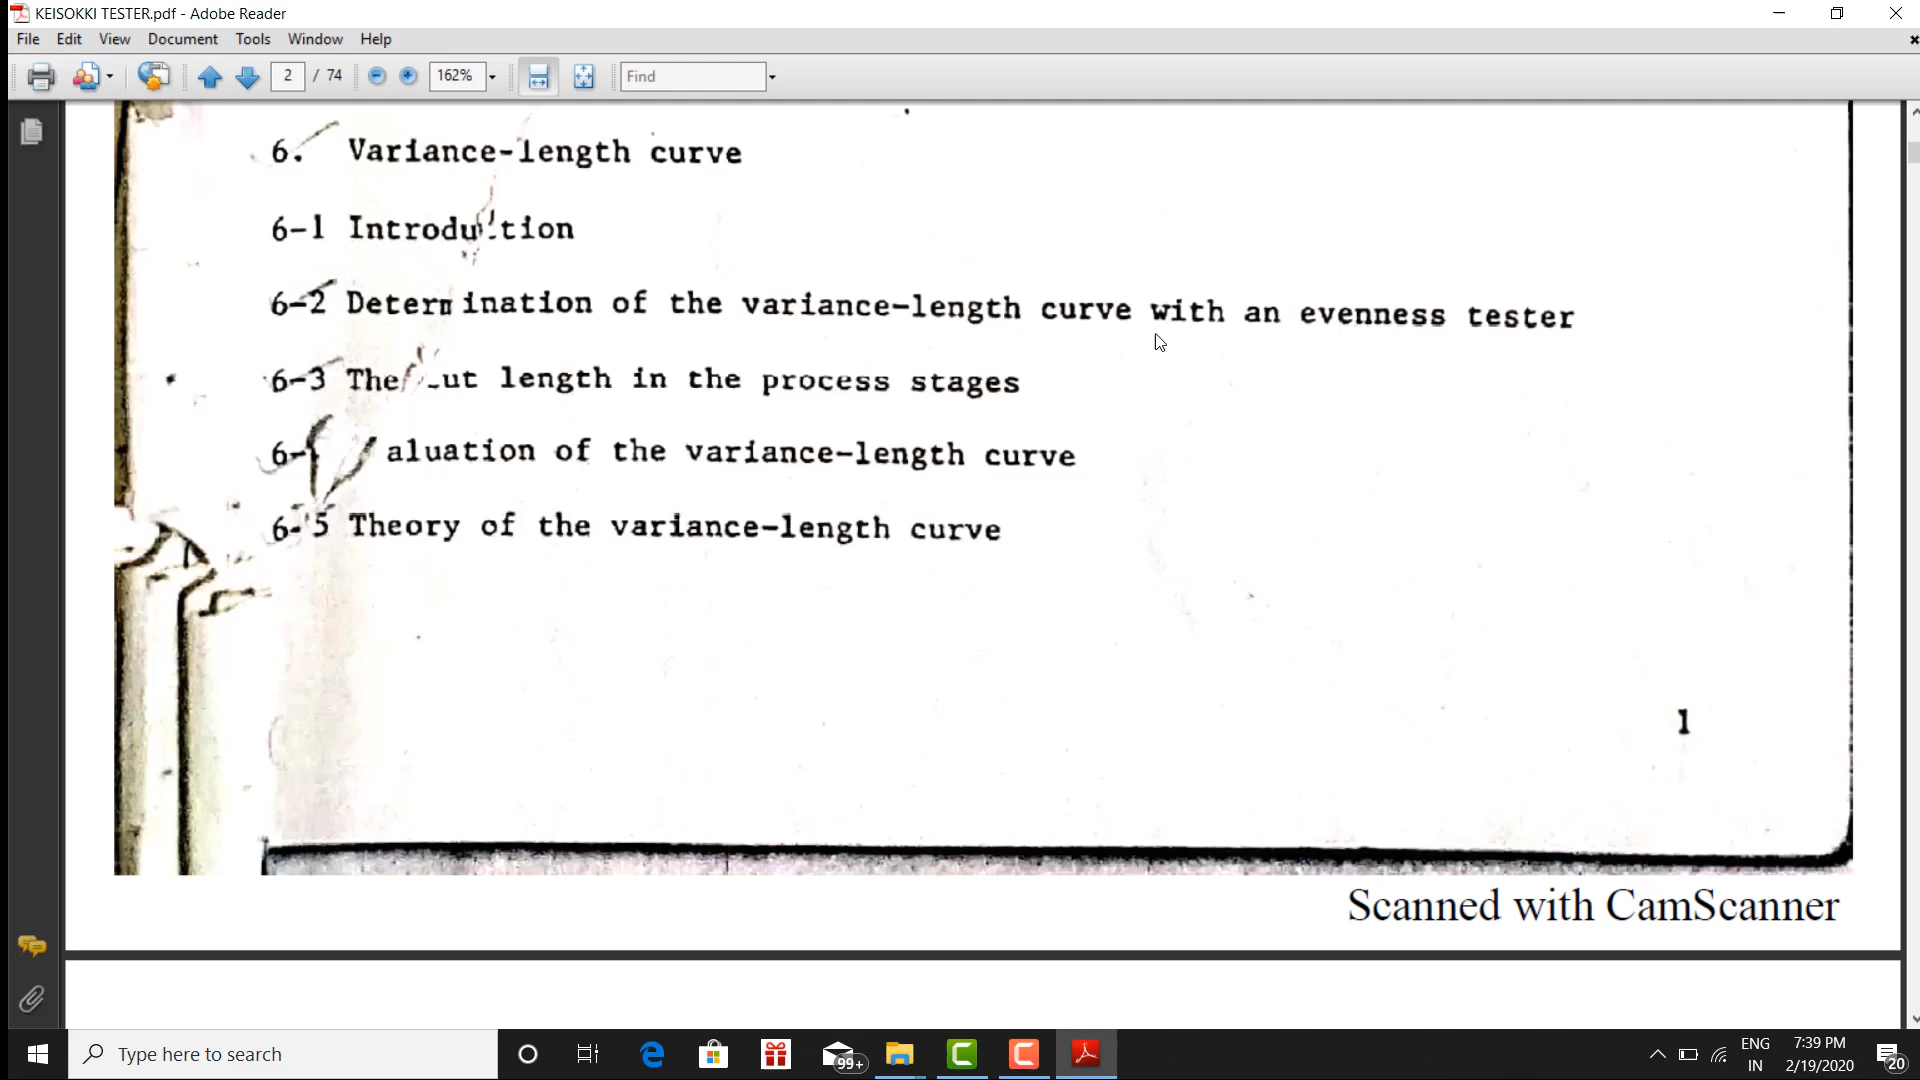 KEISOKKI TESTER.pdf - Adobe Reader
File Edit View Document Tools Window Help
2 / 74 162% Find
6. Variance-length curve
6-1 Introdu tion
6-2 Determination of the variance-length curve with an evenness tester
6-3 The ut length in the process stages
6- aluation of the variance-length curve
6-5 Theory of the variance-length curve
1
Scanned with CamScanner
Type here to search
99+
ENG
IN
7:39 PM
2/19/2020
20